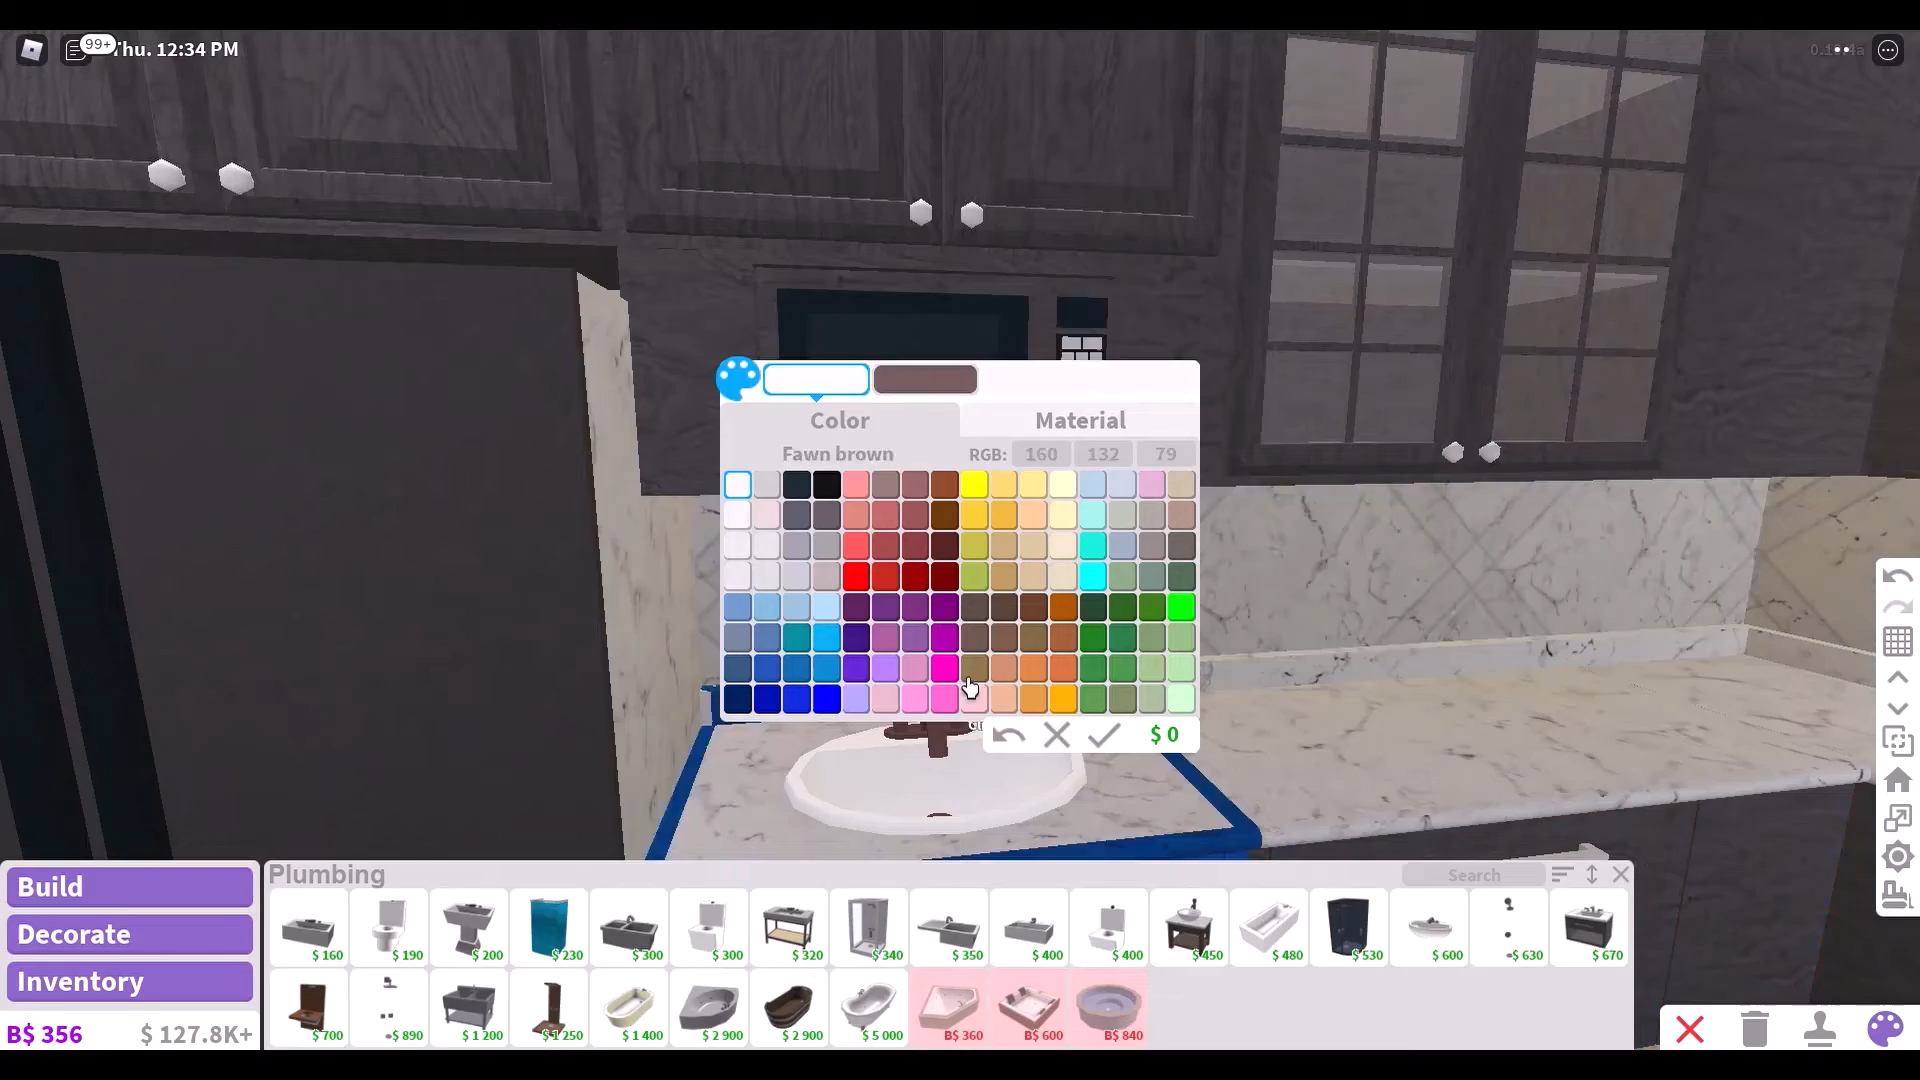 99+
Thu. 12:34 PM
Color
Material
Fawn brown
RGB: 160 132 79
$ 0
Build
Decorate
Inventory
B$ 356
$ 127.8K+
Plumbing
Search
$ 160
$ 190
$ 200
$ 230
$ 300
$ 300
$ 320
$ 340
$ 350
$ 400
$ 400
$ 450
$ 480
$ 530
$ 600
$ 630
$ 670
$ 700
$ 890
$ 1 200
$ 1 250
$ 1 400
$ 2 900
$ 2 900
$ 5 000
B$ 360
B$ 600
B$ 840